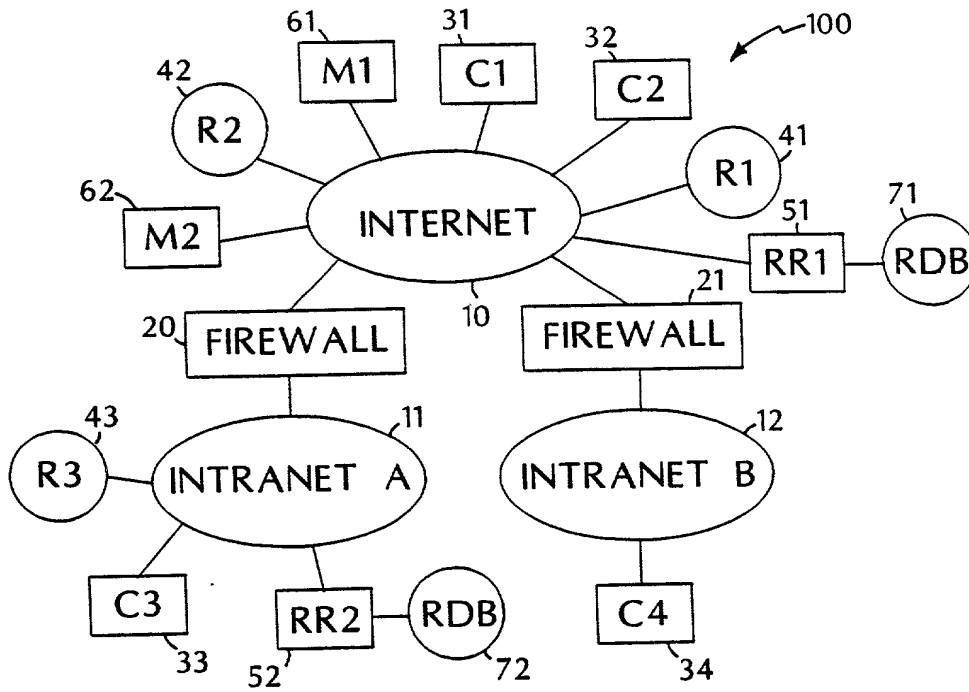 61
31
32
100
M1
C1
C2
42
R2
41
R1
62
M2
INTERNET
51
71
RR1
RDB
10
21
20
FIREWALL
FIREWALL
43
11
12
R3
INTRANET A
INTRANET B
C3
RR2
RDB
C4
33
52
72
34